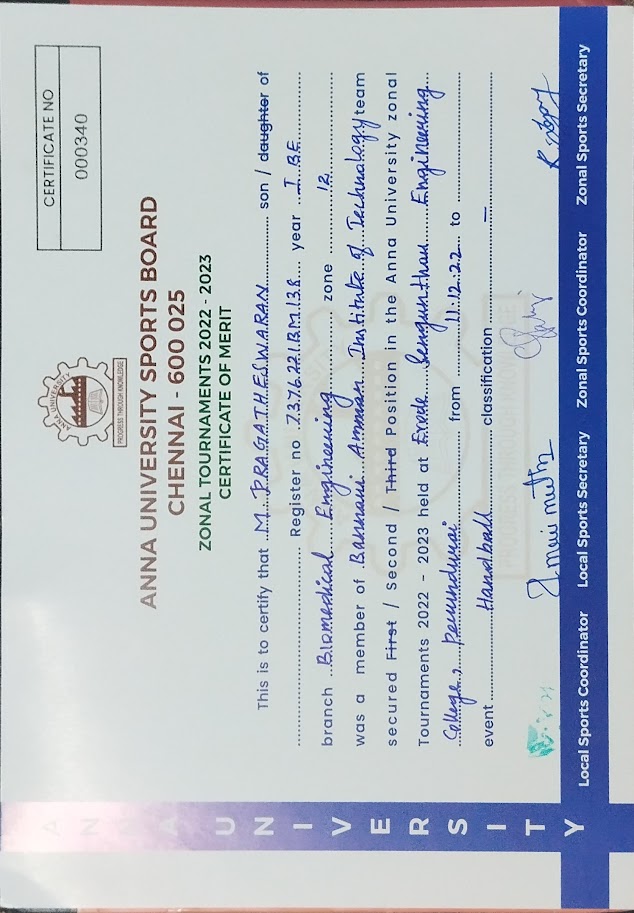 ANNA UNIVERSITY
CERTIFICATE NO
000340
ANNA UNIVERSITY
PROGRESS THROUGH KNOWLEDGE
ANNA UNIVERSITY SPORTS BOARD
CHENNAI - 600 025
ZONAL TOURNAMENTS 2022 - 2023
CERTIFICATE OF MERIT
This is to certify that M. PRAGATHESWARAN son / daughter of
Register no 7376221BM138 year I BE
branch Biomedical Engineering zone 12
was a member of Bannari Amman Institute of Technology team
secured First / Second / Third Position in the Anna University zonal
Tournaments 2022 - 2023 held at Erode Sengunthar Engineering
College, Perundurai from 11.12.22 to
event Handball classification —
PROGRESS THROUGH KNOWLEDGE
Local Sports Coordinator Local Sports Secretary Zonal Sports Coordinator Zonal Sports Secretary